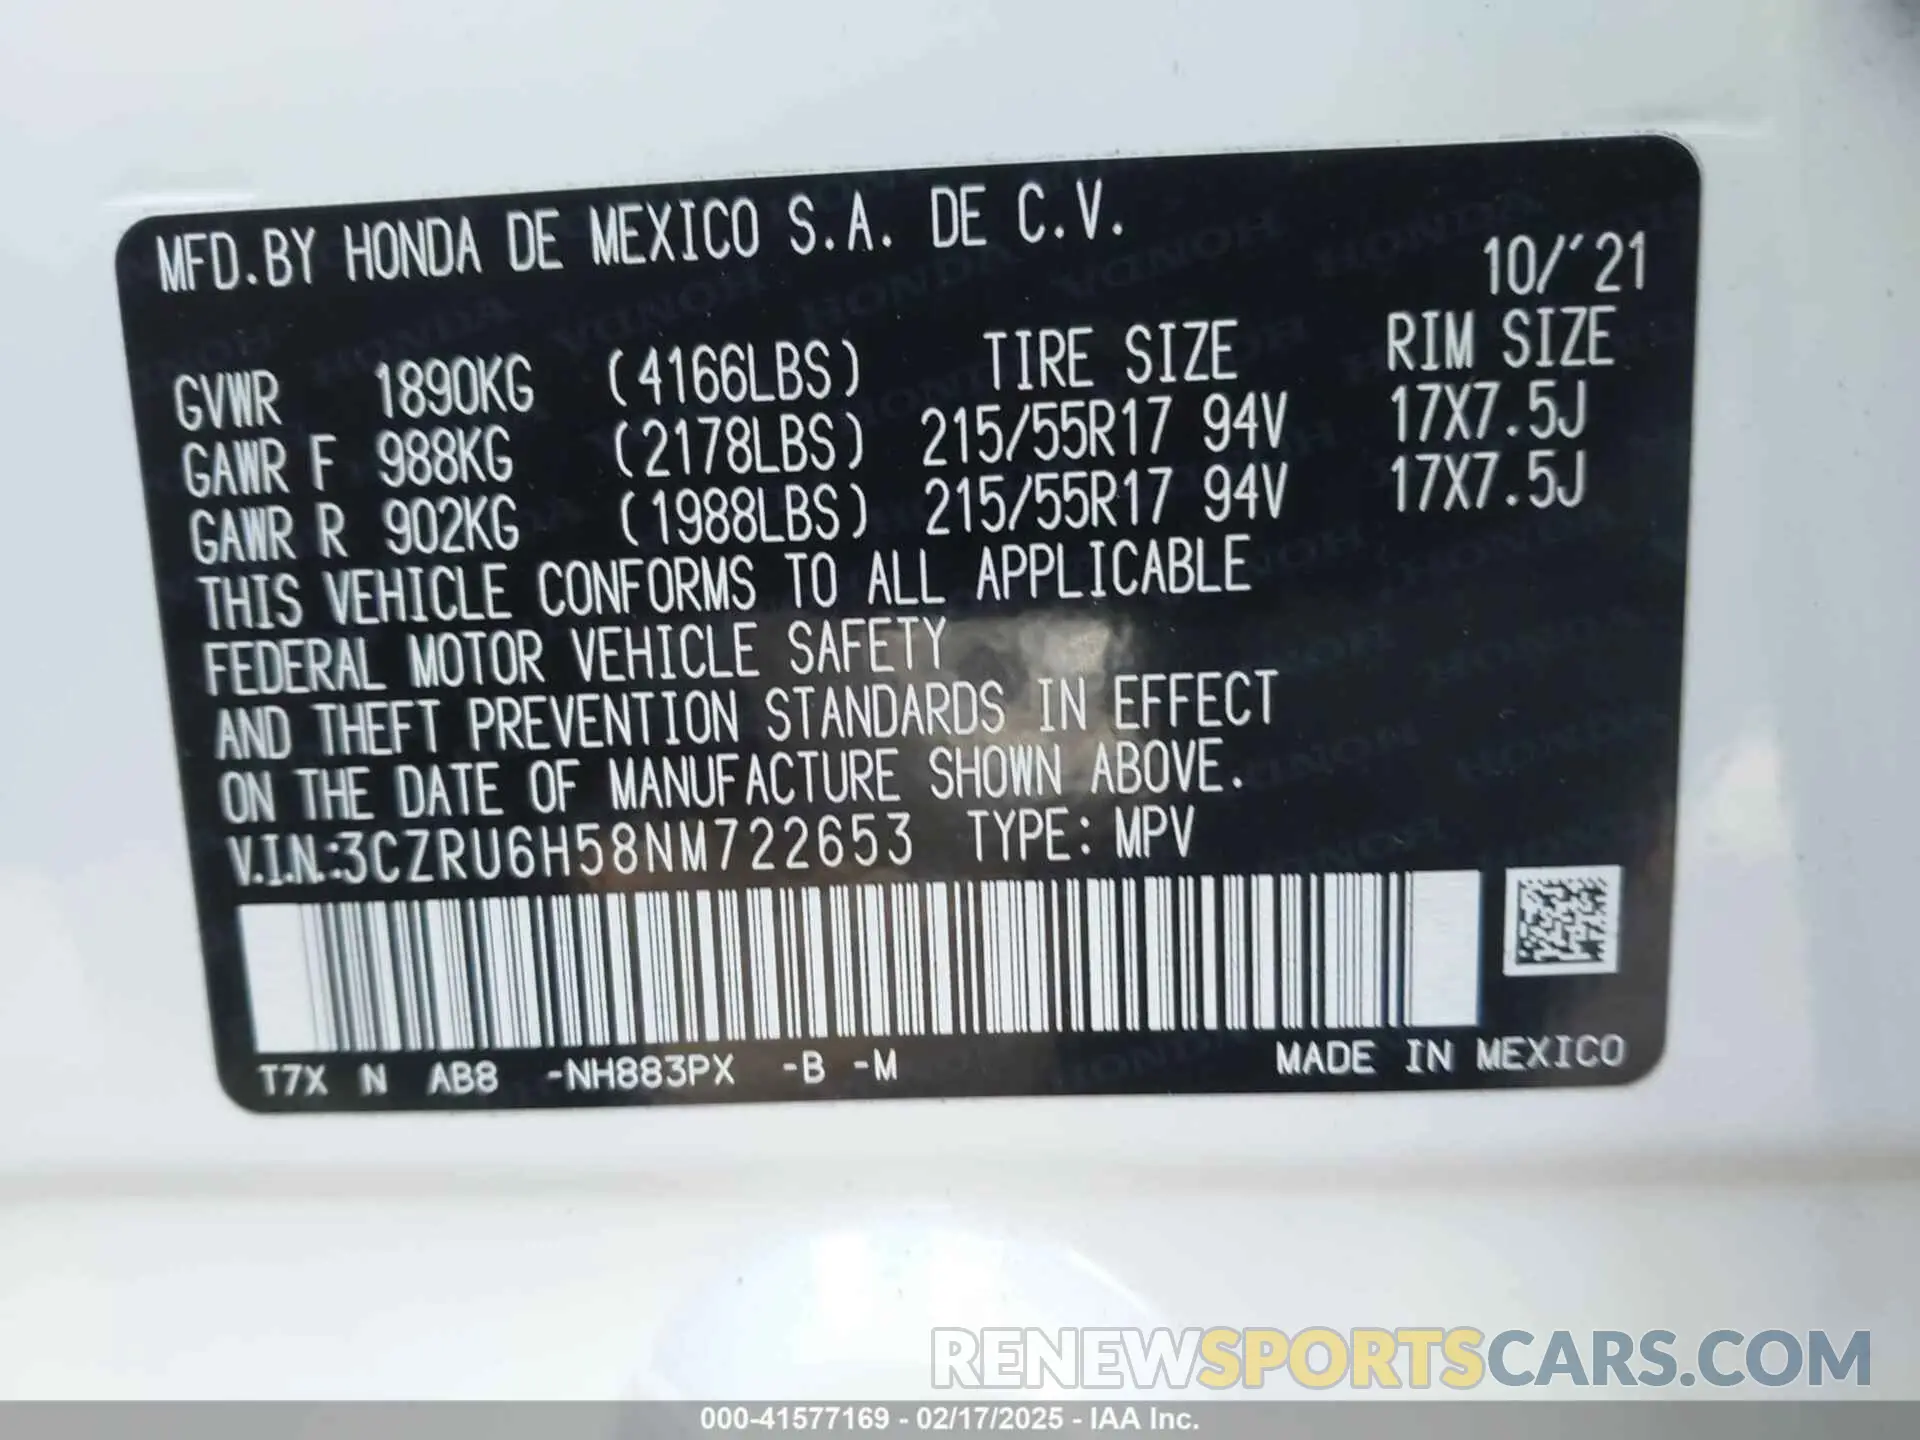 MFD.BY HONDA DE MEXICO S.A. DE C.V.
10/'21
GVWR 1890KG (4166LBS) TIRE SIZE RIM SIZE
GAWR F 988KG (2178LBS) 215/55R17 94V 17X7.5J
GAWR R 902KG (1988LBS) 215/55R17 94V 17X7.5J
THIS VEHICLE CONFORMS TO ALL APPLICABLE
FEDERAL MOTOR VEHICLE SAFETY
AND THEFT PREVENTION STANDARDS IN EFFECT
ON THE DATE OF MANUFACTURE SHOWN ABOVE.
V.I.N.:3CZRU6H58NM722653 TYPE: MPV
T7X N AB8 -NH883PX -B -M MADE IN MEXICO
RENEWSPORTSCARS.COM
000-41577169 - 02/17/2025 - IAA Inc.